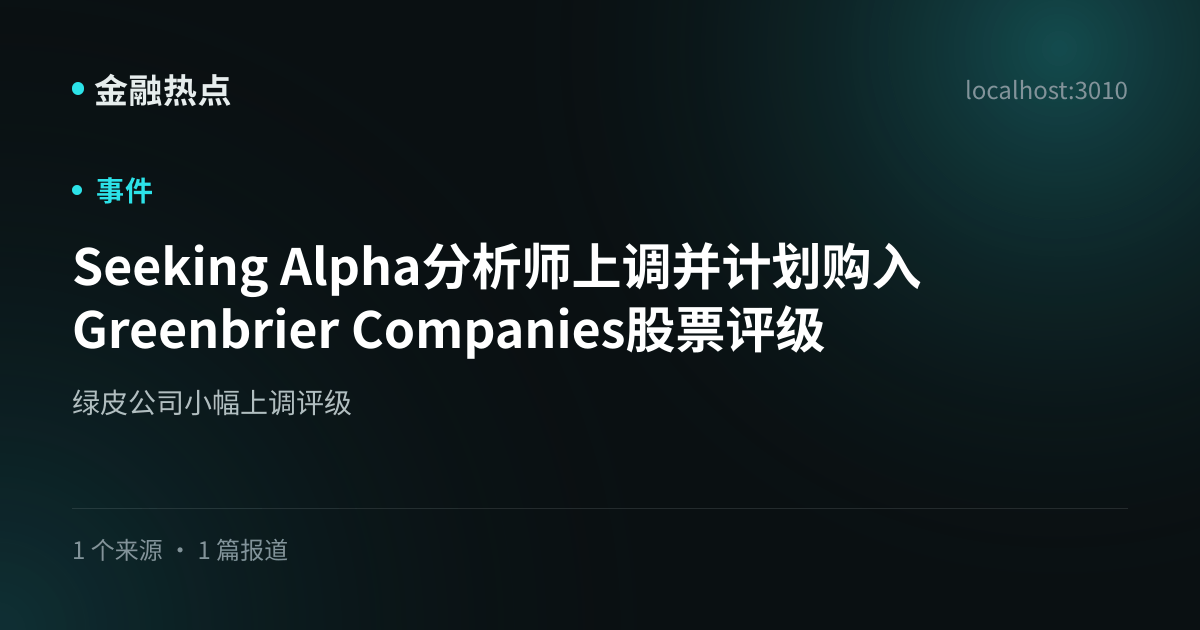 金融热点
localhost:3010
事件
Seeking Alpha分析师上调并计划购入
Greenbrier Companies股票评级
绿皮公司小幅上调评级
1 个来源 · 1 篇报道